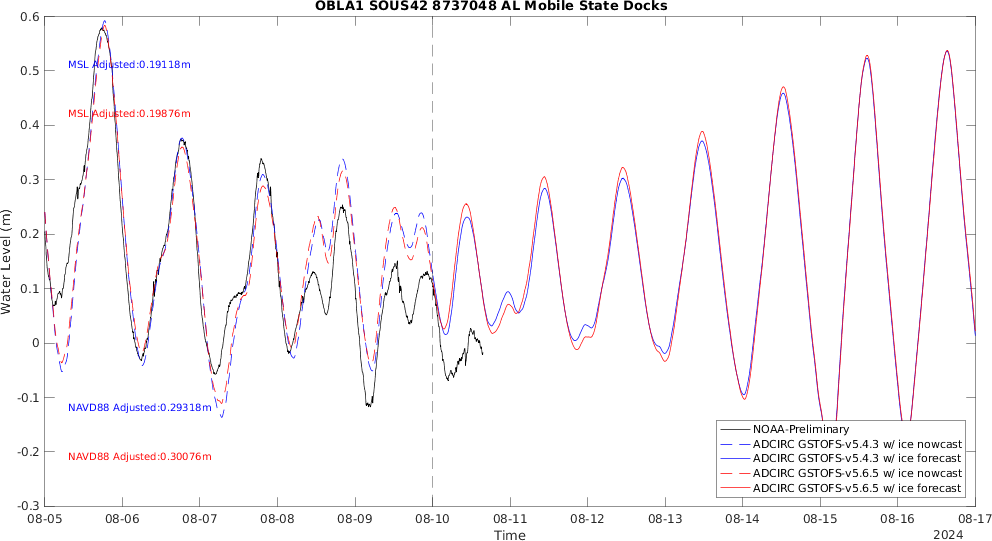 OBLA1 SOUS42 8737048 AL Mobile State Docks
0.6
0.5
0.4
0.3
0.2
0.1
0
-0.1
-0.2
-0.3
Water Level (m)
MSL Adjusted:0.19118m
MSL Adjusted:0.19876m
NAVD88 Adjusted:0.29318m
NAVD88 Adjusted:0.30076m
NOAA-Preliminary
ADCIRC GSTOFS-v5.4.3 w/ ice nowcast
ADCIRC GSTOFS-v5.4.3 w/ ice forecast
ADCIRC GSTOFS-v5.6.5 w/ ice nowcast
ADCIRC GSTOFS-v5.6.5 w/ ice forecast
08-05 08-06 08-07 08-08 08-09 08-10 08-11 08-12 08-13 08-14 08-15 08-16 08-17
Time
2024